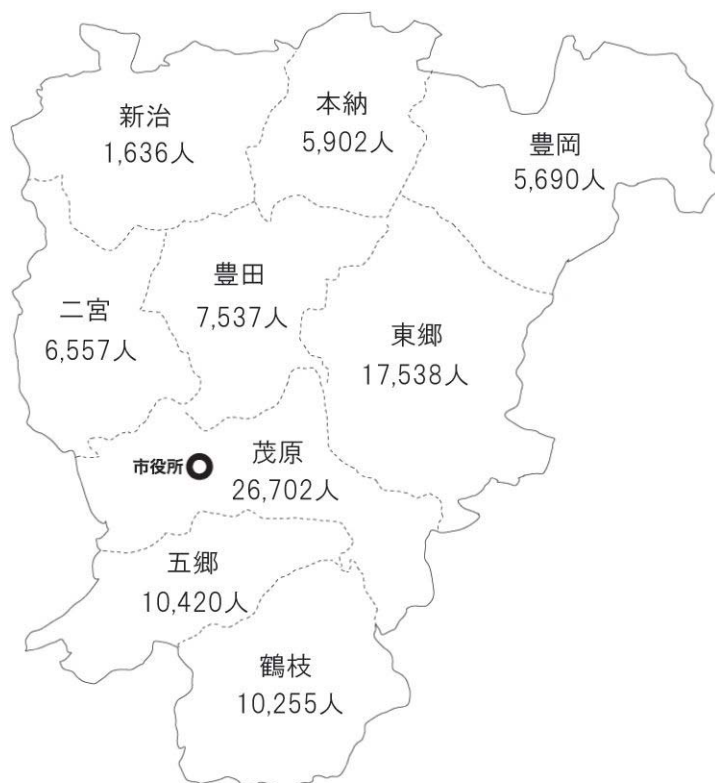 新治
1,636人
本納
5,902人
豊岡
5,690人
二宮
6,557人
豊田
7,537人
東郷
17,538人
市役所
茂原
26,702人
五郷
10,420人
鶴枝
10,255人